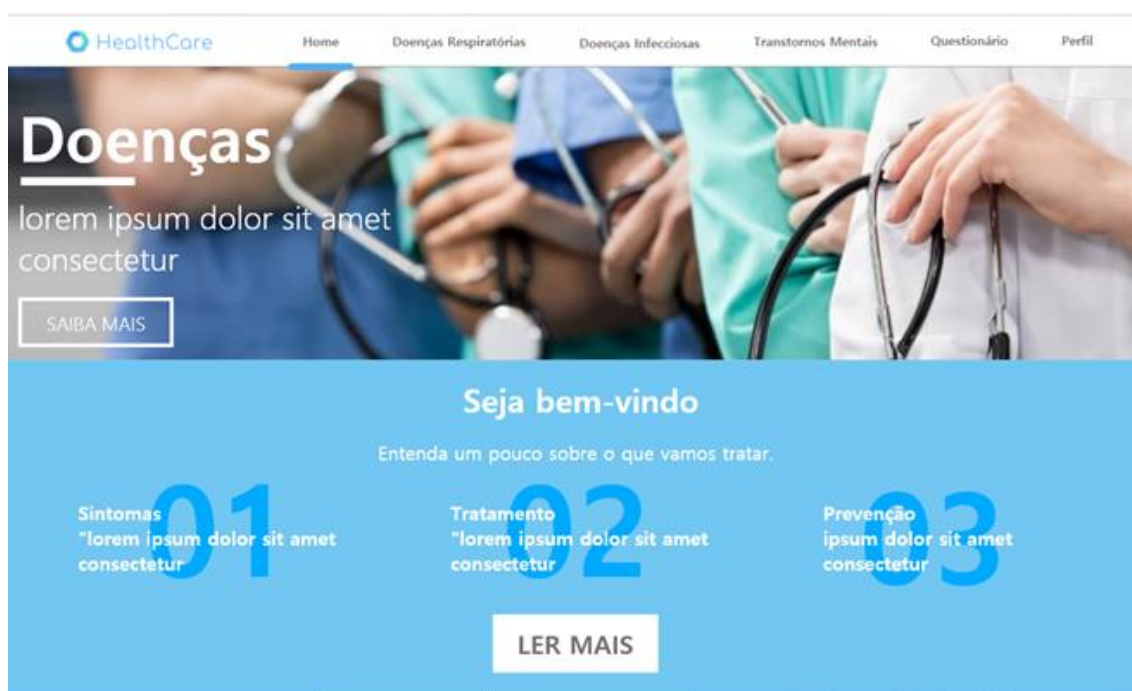 HealthCare
Home
Doenças Respiratórias
Doenças Infecciosas
Transtornos Mentais
Questionário
Perfil
Doenças
lorem ipsum dolor sit amet
consectetur
SAIBA MAIS
Seja bem-vindo
Entenda um pouco sobre o que vamos tratar.
01
Sintomas
"lorem ipsum dolor sit amet
consectetur
02
Tratamento
"lorem ipsum dolor sit amet
consectetur
03
Prevenção
ipsum dolor sit amet
consectetur
LER MAIS